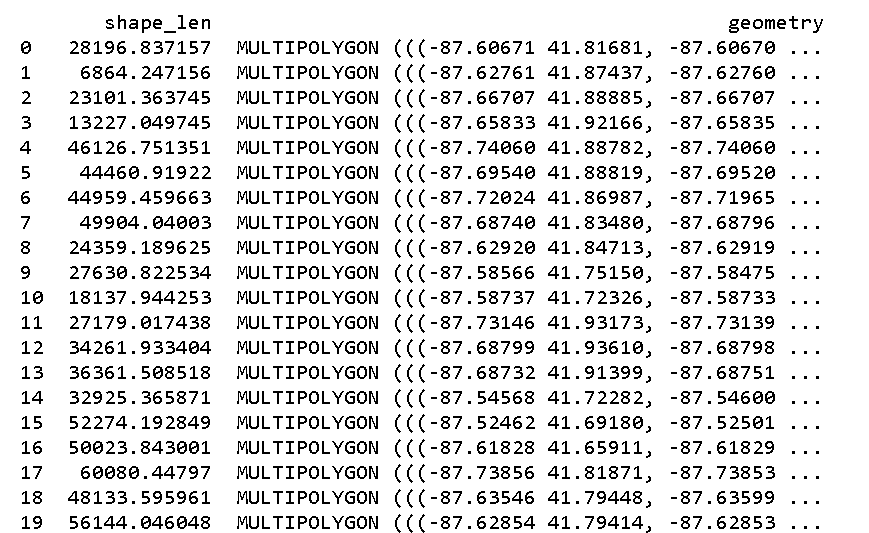 shape_len geometry
0 28196.837157 MULTIPOLYGON (((-87.60671 41.81681, -87.60670 ...
1 6864.247156 MULTIPOLYGON (((-87.62761 41.87437, -87.62760 ...
2 23101.363745 MULTIPOLYGON (((-87.66707 41.88885, -87.66707 ...
3 13227.049745 MULTIPOLYGON (((-87.65833 41.92166, -87.65835 ...
4 46126.751351 MULTIPOLYGON (((-87.74060 41.88782, -87.74060 ...
5 44460.91922 MULTIPOLYGON (((-87.69540 41.88819, -87.69520 ...
6 44959.459663 MULTIPOLYGON (((-87.72024 41.86987, -87.71965 ...
7 49904.04003 MULTIPOLYGON (((-87.68740 41.83480, -87.68796 ...
8 24359.189625 MULTIPOLYGON (((-87.62920 41.84713, -87.62919 ...
9 27630.822534 MULTIPOLYGON (((-87.58566 41.75150, -87.58475 ...
10 18137.944253 MULTIPOLYGON (((-87.58737 41.72326, -87.58733 ...
11 27179.017438 MULTIPOLYGON (((-87.73146 41.93173, -87.73139 ...
12 34261.933404 MULTIPOLYGON (((-87.68799 41.93610, -87.68798 ...
13 36361.508518 MULTIPOLYGON (((-87.68732 41.91399, -87.68751 ...
14 32925.365871 MULTIPOLYGON (((-87.54568 41.72282, -87.54600 ...
15 52274.192849 MULTIPOLYGON (((-87.52462 41.69180, -87.52501 ...
16 50023.843001 MULTIPOLYGON (((-87.61828 41.65911, -87.61829 ...
17 60080.44797 MULTIPOLYGON (((-87.73856 41.81871, -87.73853 ...
18 48133.595961 MULTIPOLYGON (((-87.63546 41.79448, -87.63599 ...
19 56144.046048 MULTIPOLYGON (((-87.62854 41.79414, -87.62853 ...